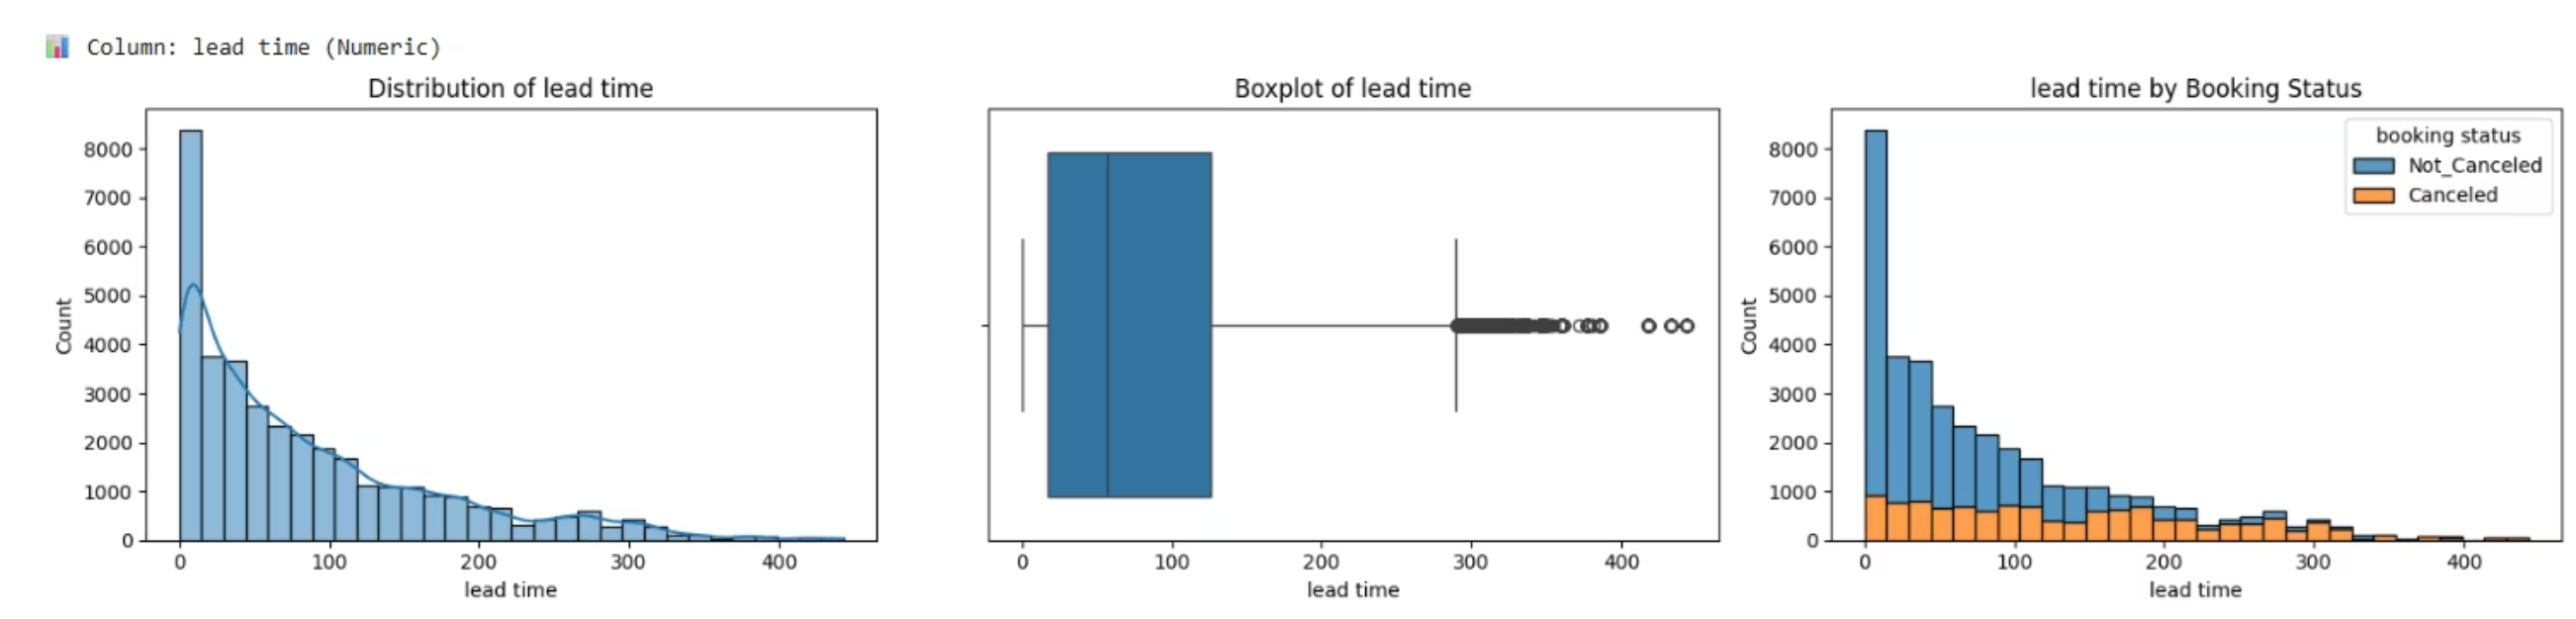 📊 Column: lead time (Numeric)
Distribution of lead time
8000
7000
6000
5000
4000
3000
2000
1000
0
Count
0 100 200 300 400
lead time
Boxplot of lead time
0 100 200 300 400
lead time
lead time by Booking Status
booking status
Not_Canceled
Canceled
8000
7000
6000
5000
4000
3000
2000
1000
0
Count
0 100 200 300 400
lead time